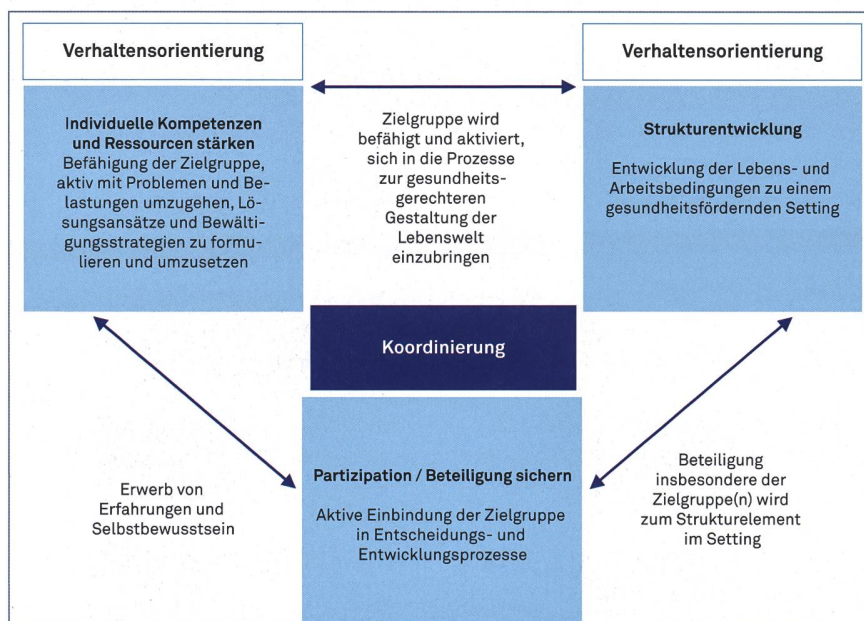 Verhaltensorientierung
Individuelle Kompetenzen
und Ressourcen stärken
Befähigung der Zielgruppe,
aktiv mit Problemen und Be-
lastungen umzugehen, Lö-
sungsansätze und Bewälti-
gungsstrategien zu formu-
lieren und umzusetzen
Zielgruppe wird
befähigt und aktiviert,
sich in die Prozesse
zur gesundheits-
gerechteren
Gestaltung der
Lebenswelt
einzubringen
Verhaltensorientierung
Strukturentwicklung
Entwicklung der Lebens- und
Arbeitsbedingungen zu einem
gesundheitsfördernden Setting
Koordinierung
Erwerb von
Erfahrungen und
Selbstbewusstsein
Partizipation / Beteiligung sichern
Aktive Einbindung der Zielgruppe
in Entscheidungs- und
Entwicklungsprozesse
Beteiligung
insbesondere der
Zielgruppe(n) wird
zum Strukturelement
im Setting